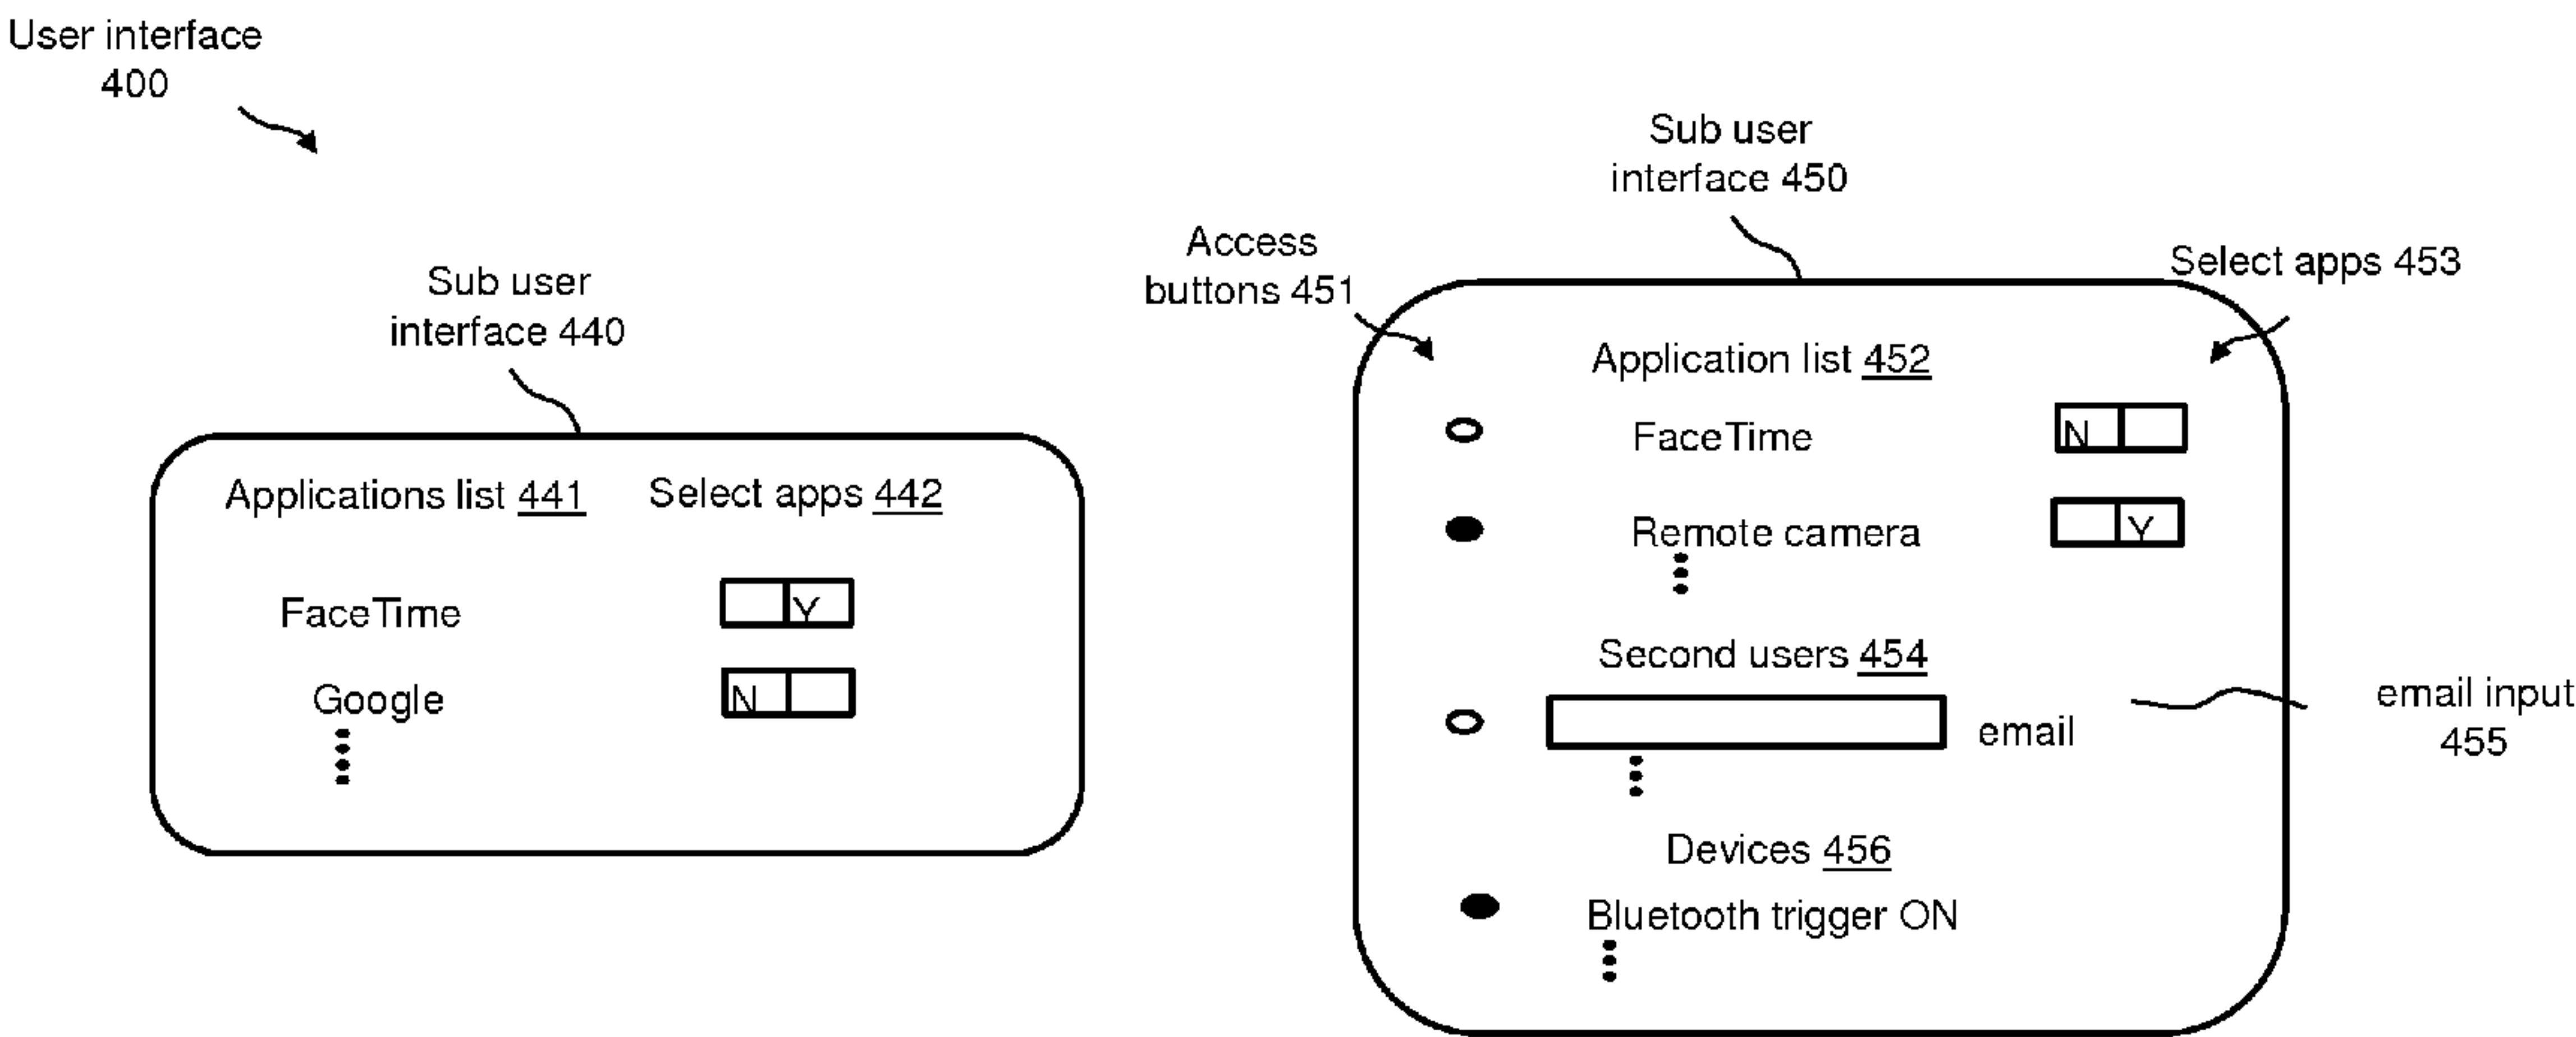 User interface
400
Sub user
interface 440
Applications list 441 Select apps 442
FaceTime Y
Google N
Sub user
interface 450
Access
buttons 451
Select apps 453
Application list 452
FaceTime N
Remote camera Y
Second users 454
email
email input
455
Devices 456
Bluetooth trigger ON